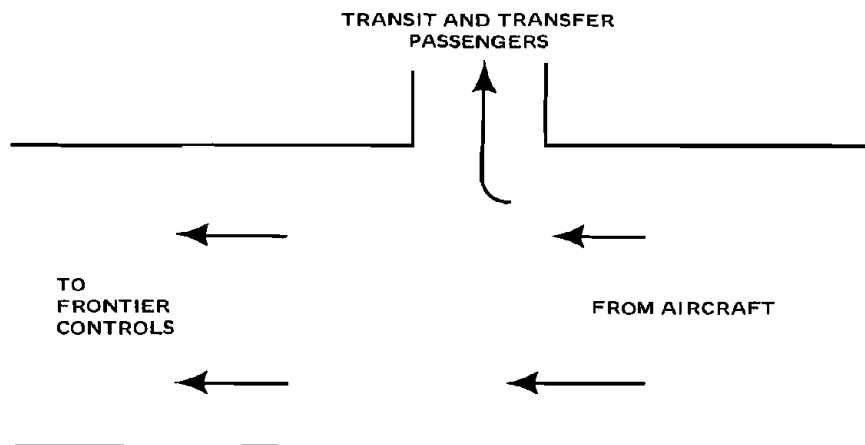 TRANSIT AND TRANSFER
PASSENGERS
TO
FRONTIER
CONTROLS
FROM AIRCRAFT